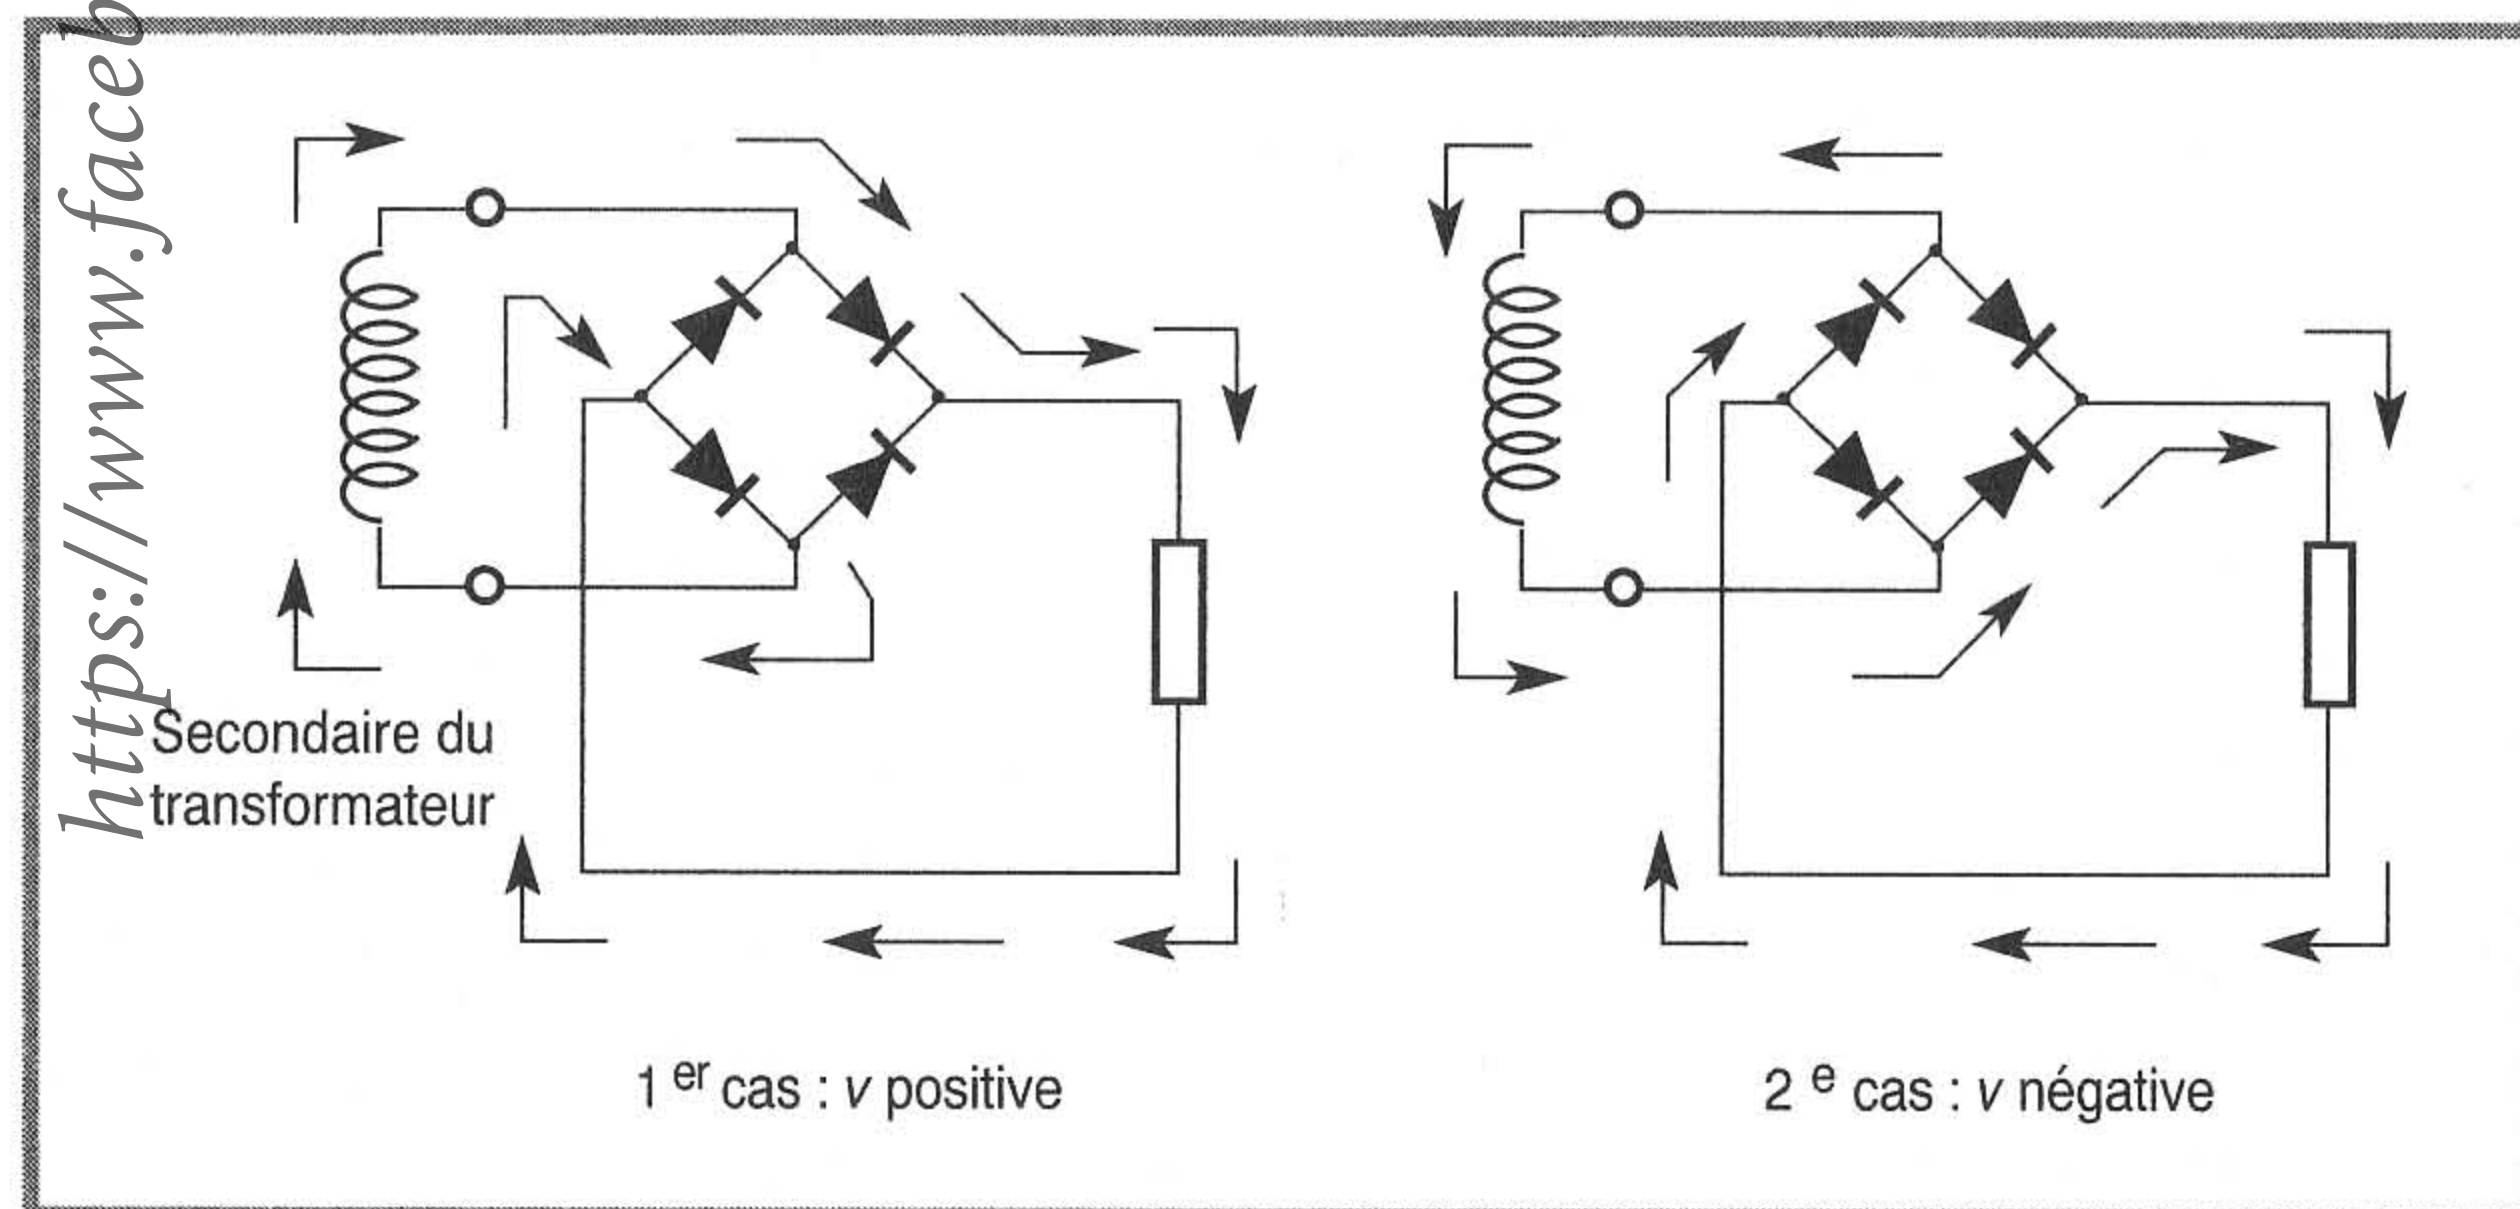 https://www.faceb
Secondaire du
transformateur
1 er cas : v positive
2 e cas : v négative